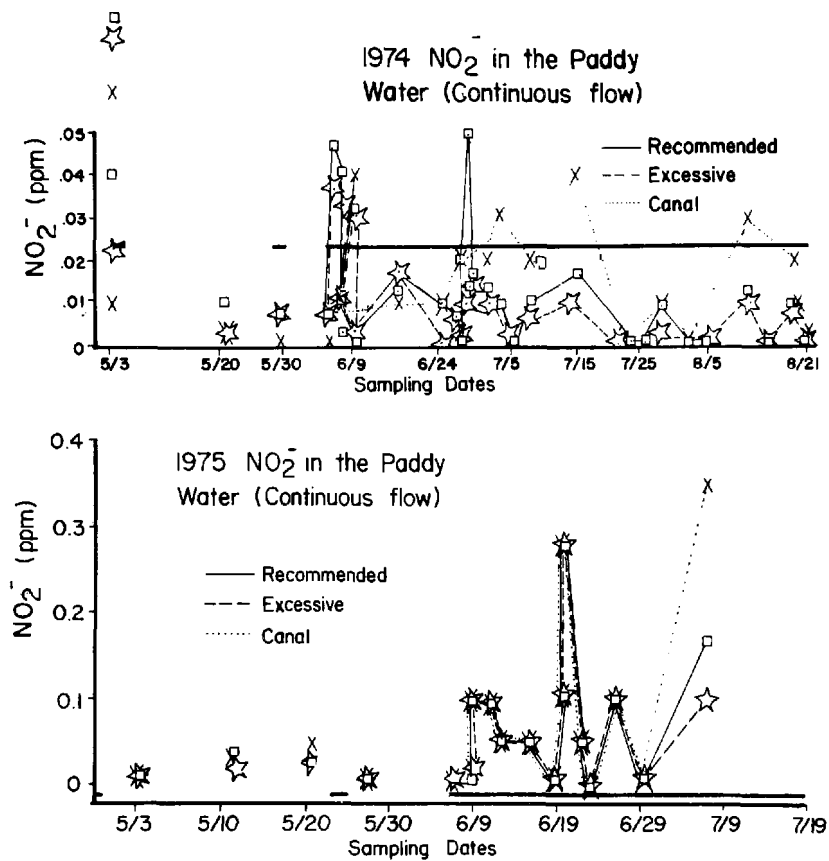 1974 NO2- in the Paddy
Water (Continuous flow)
.05
.04
.03
.02
.01
0
NO2- (ppm)
Recommended
Excessive
Canal
5/3 5/20 5/30 6/9 6/24 7/5 7/15 7/25 8/5 8/21
Sampling Dates
1975 NO2- in the Paddy
Water (Continuous flow)
0.4
0.3
0.2
0.1
0
NO2- (ppm)
Recommended
Excessive
Canal
5/3 5/10 5/20 5/30 6/9 6/19 6/29 7/9 7/19
Sampling Dates